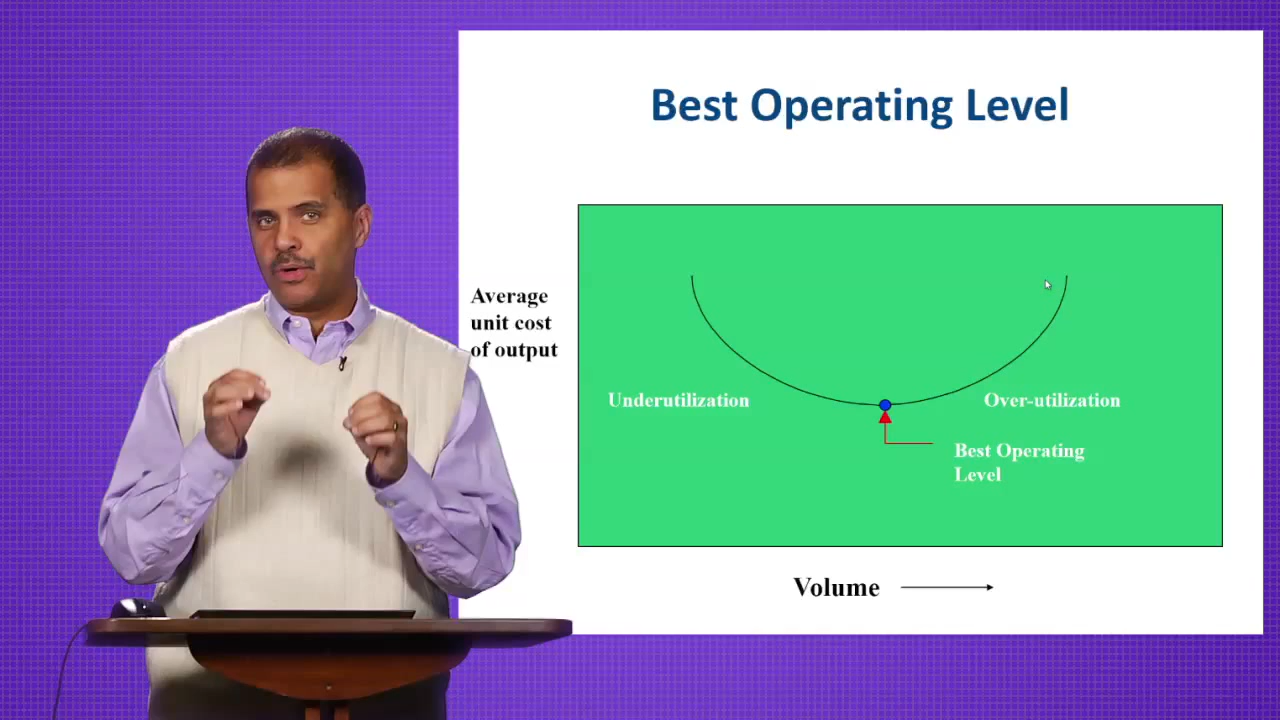 Best Operating Level
Average
unit cost
of output
Underutilization
Over-utilization
Best Operating
Level
Volume